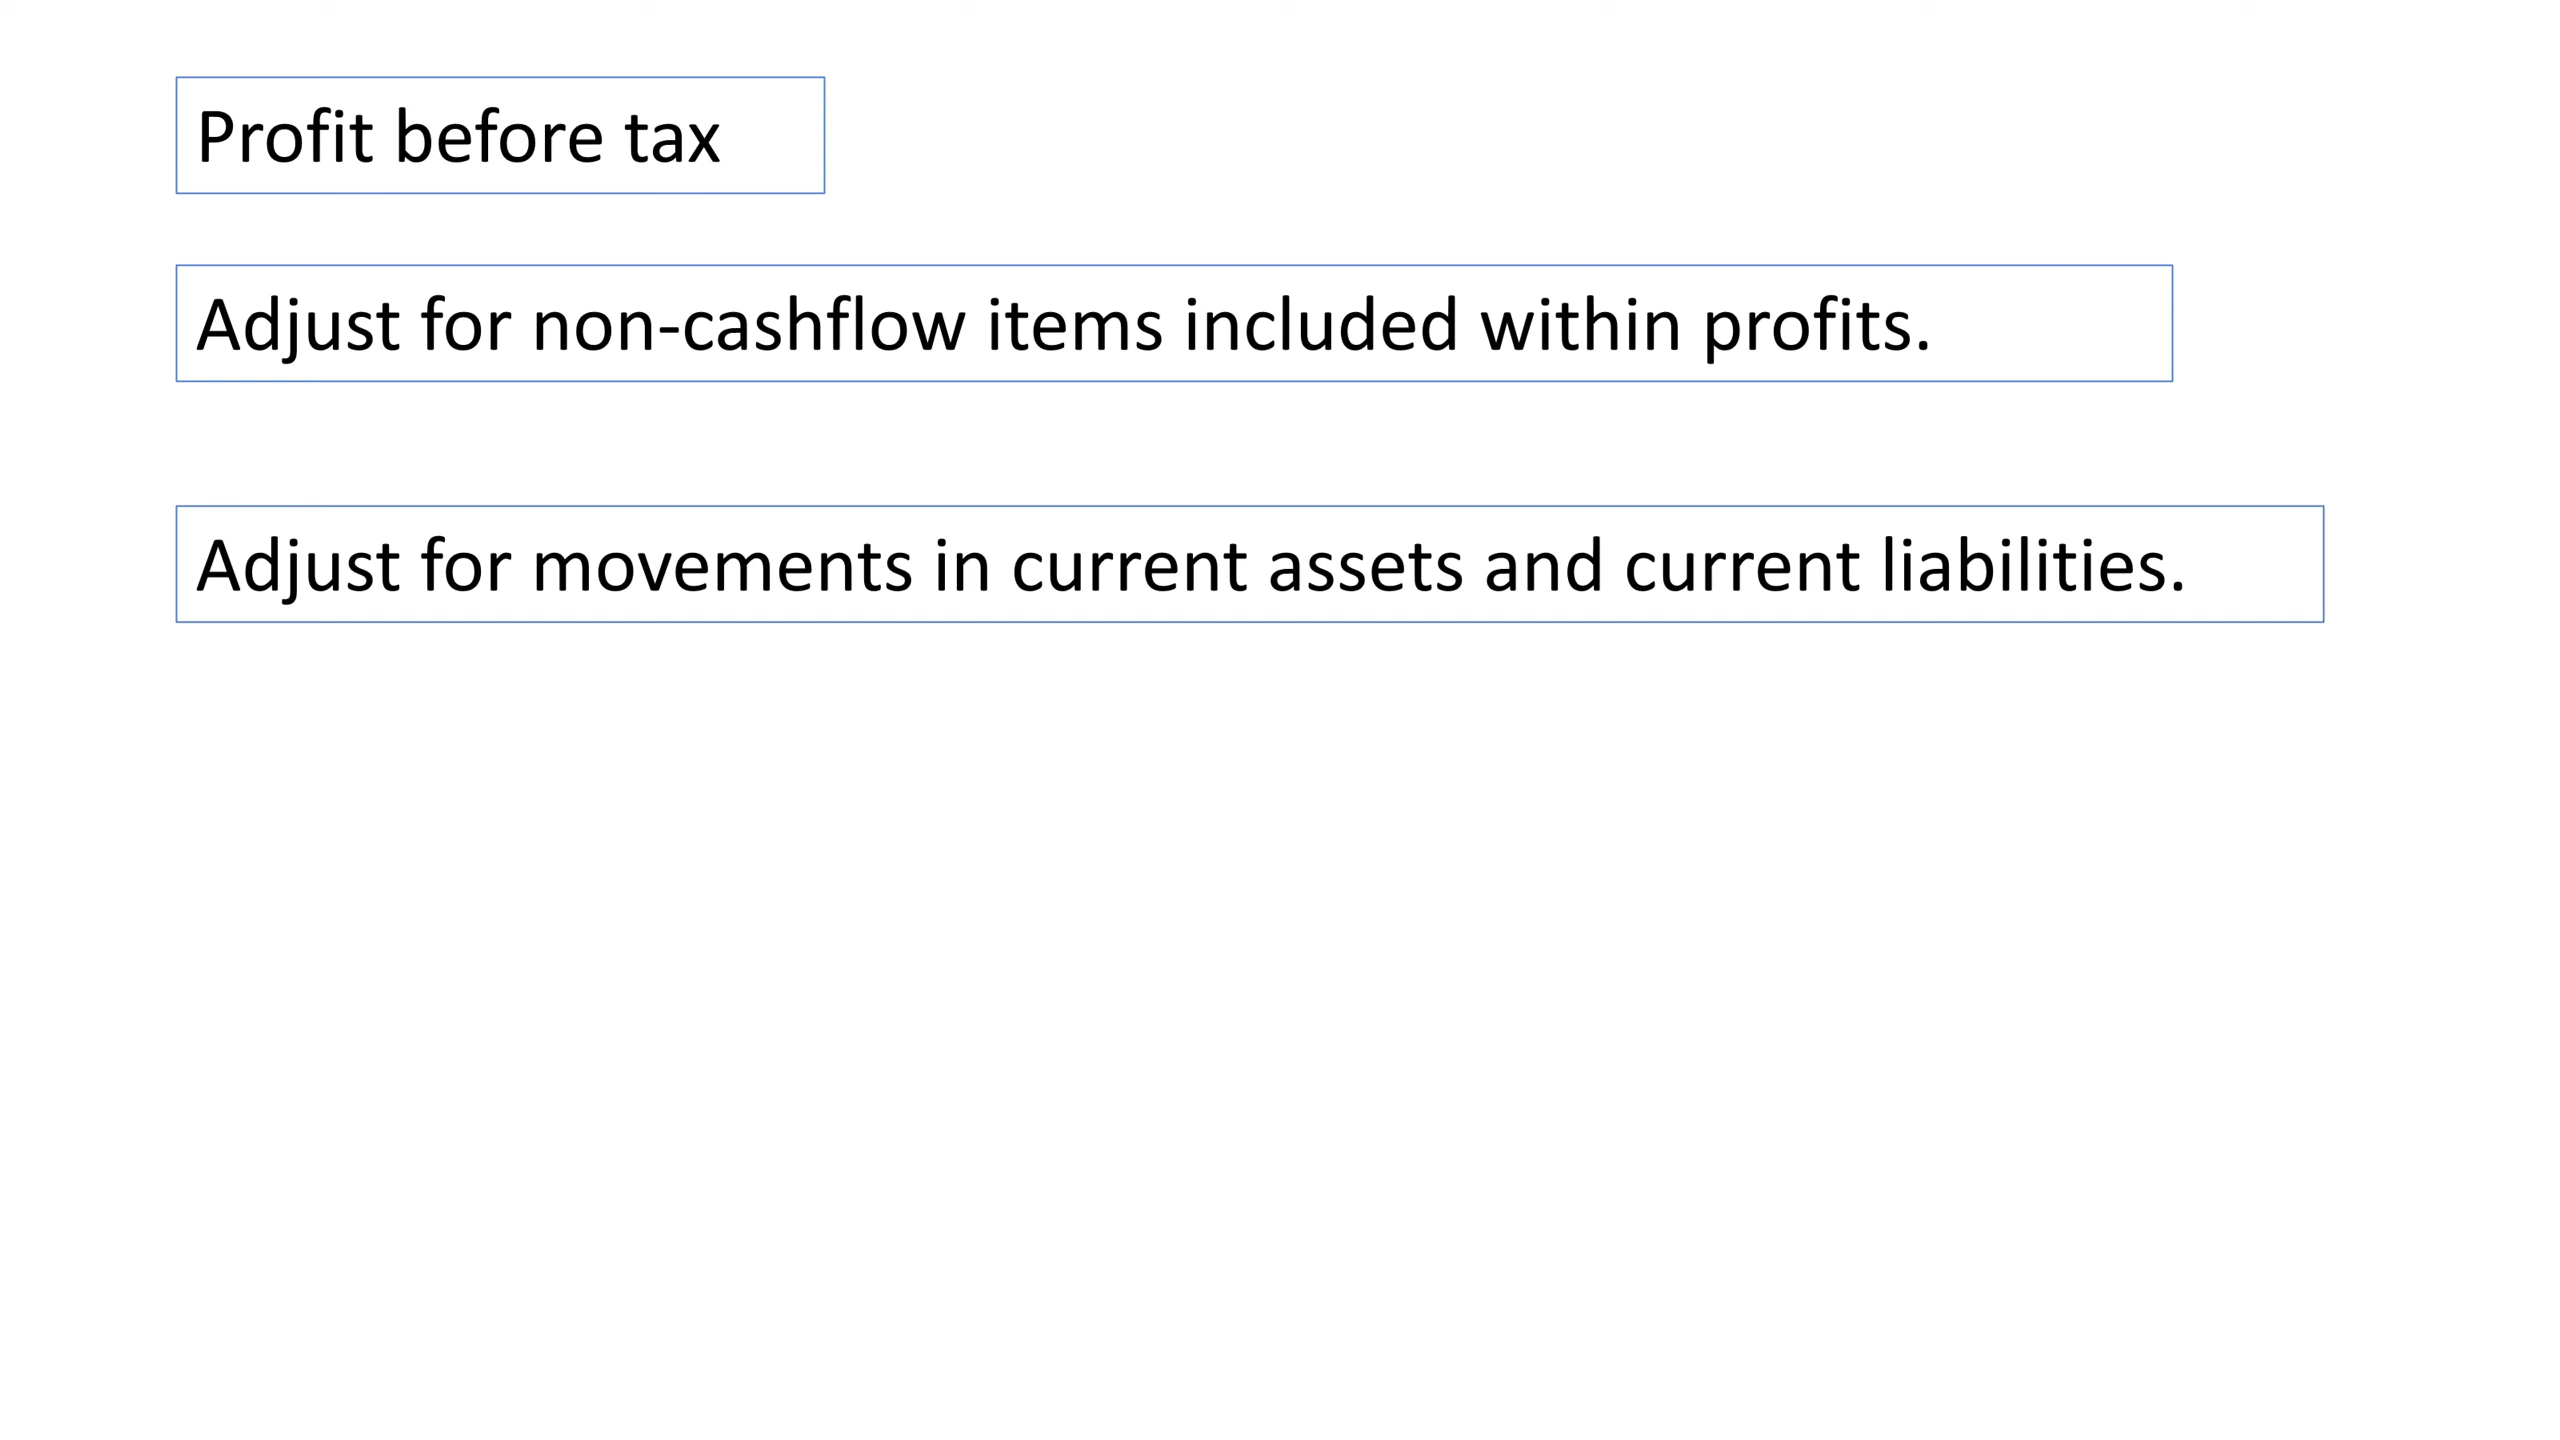 Profit before tax
Adjust for non-cashflow items included within profits.
Adjust for movements in current assets and current liabilities.